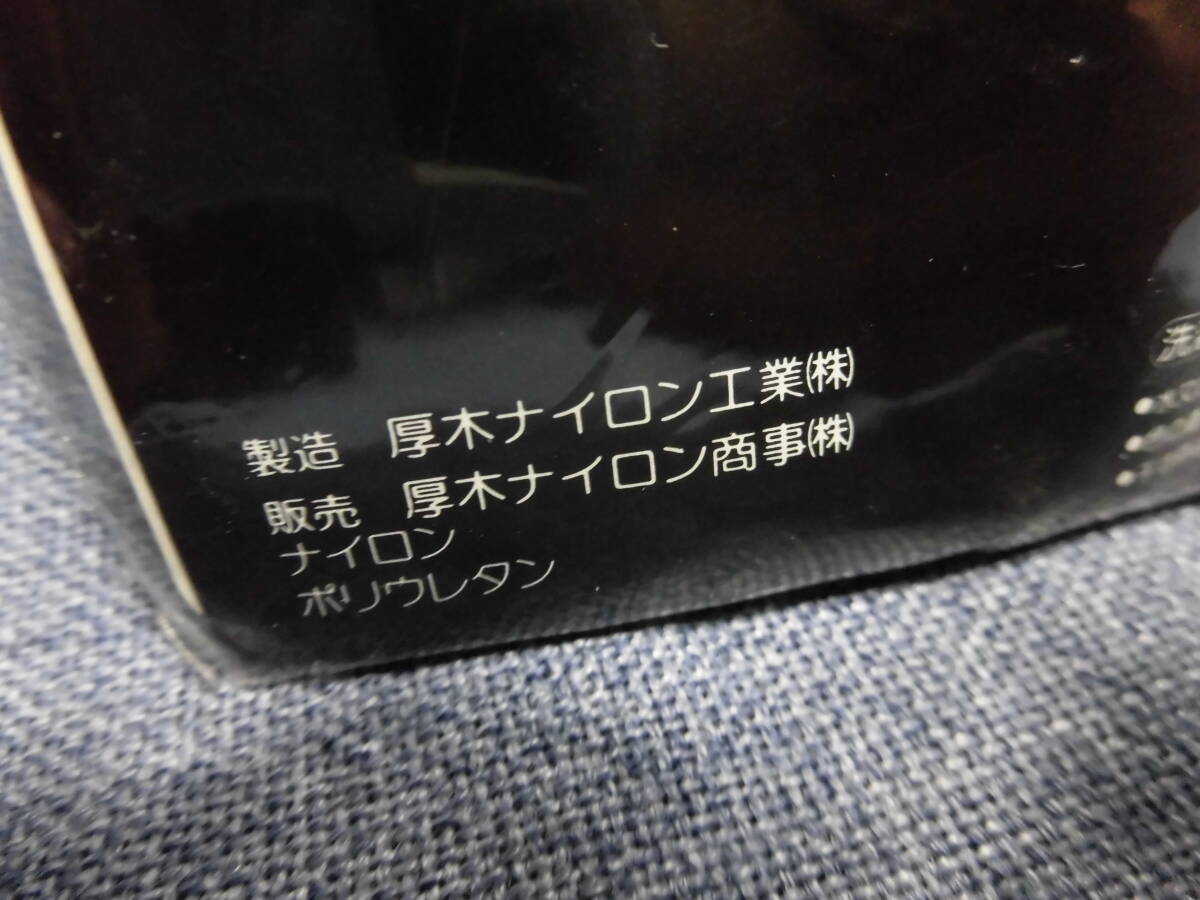 製造 厚木ナイロン工業㈱
販売 厚木ナイロン商事㈱
ナイロン
ポリウレタン
洗